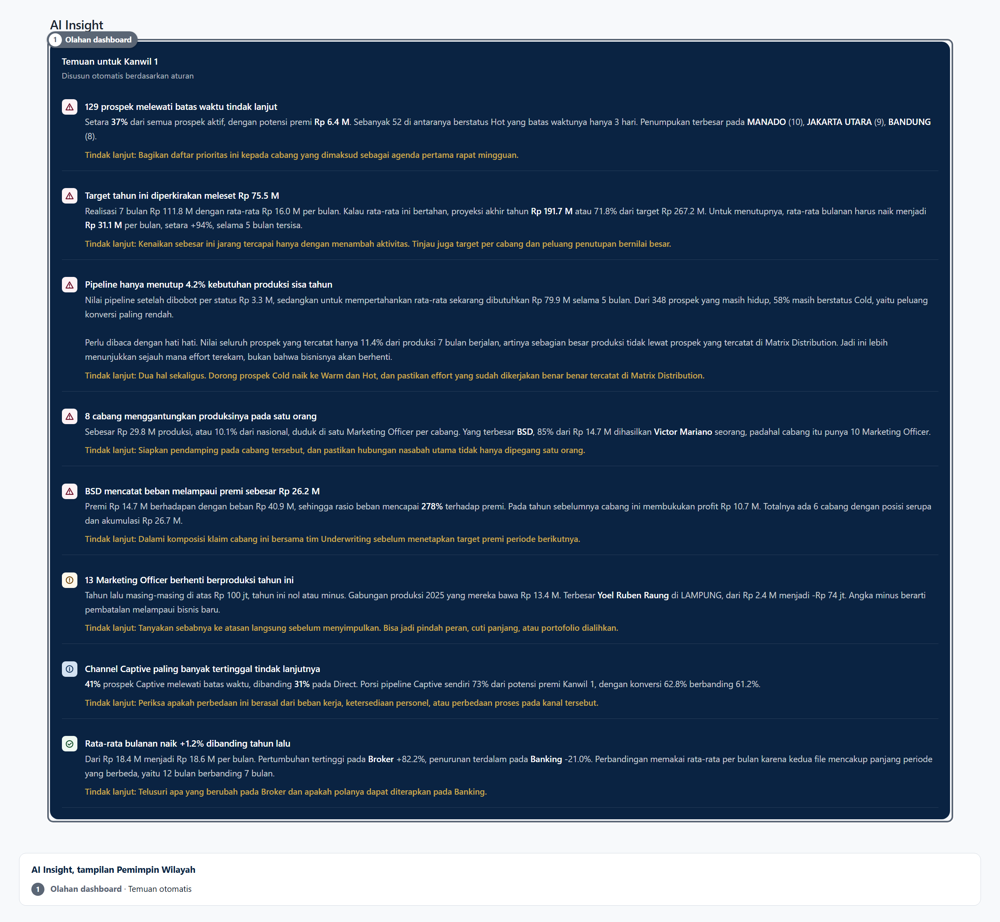 AI Insight
1 Olahan dashboard
Temuan untuk Kanwil 1
Disusun otomatis berdasarkan aturan
129 prospek melewati batas waktu tindak lanjut
Setara 37% dari semua prospek aktif, dengan potensi premi Rp 6.4 M. Sebanyak 52 di antaranya berstatus Hot yang batas waktunya hanya 3 hari. Penumpukan terbesar pada MANADO (10), JAKARTA UTARA (9), BANDUNG
(8).
Tindak lanjut: Bagikan daftar prioritas ini kepada cabang yang dimaksud sebagai agenda pertama rapat mingguan.
Target tahun ini diperkirakan meleset Rp 75.5 M
Realisasi 7 bulan Rp 111.8 M dengan rata-rata Rp 16.0 M per bulan. Kalau rata-rata ini bertahan, proyeksi akhir tahun Rp 191.7 M atau 71.8% dari target Rp 267.2 M. Untuk menutupnya, rata-rata bulanan harus naik menjadi
Rp 31.1 M per bulan, setara +94%, selama 5 bulan tersisa.
Tindak lanjut: Kenaikan sebesar ini jarang tercapai hanya dengan menambah aktivitas. Tinjau juga target per cabang dan peluang penutupan bernilai besar.
Pipeline hanya menutup 4.2% kebutuhan produksi sisa tahun
Nilai pipeline setelah dibobot per status Rp 3.3 M, sedangkan untuk mempertahankan rata-rata sekarang dibutuhkan Rp 79.9 M selama 5 bulan. Dari 348 prospek yang masih hidup, 58% masih berstatus Cold, yaitu peluang
konversi paling rendah.
Perlu dibaca dengan hati hati. Nilai seluruh prospek yang tercatat hanya 11.4% dari produksi 7 bulan berjalan, artinya sebagian besar produksi tidak lewat prospek yang tercatat di Matrix Distribution. Jadi ini lebih
menunjukkan sejauh mana effort terekam, bukan bahwa bisnisnya akan berhenti.
Tindak lanjut: Dua hal sekaligus. Dorong prospek Cold naik ke Warm dan Hot, dan pastikan effort yang sudah dikerjakan benar benar tercatat di Matrix Distribution.
8 cabang menggantungkan produksinya pada satu orang
Sebesar Rp 29.8 M produksi, atau 10.1% dari nasional, duduk di satu Marketing Officer per cabang. Yang terbesar BSD, 85% dari Rp 14.7 M dihasilkan Victor Mariano seorang, padahal cabang itu punya 10 Marketing Officer.
Tindak lanjut: Siapkan pendamping pada cabang tersebut, dan pastikan hubungan nasabah utama tidak hanya dipegang satu orang.
BSD mencatat beban melampaui premi sebesar Rp 26.2 M
Premi Rp 14.7 M berhadapan dengan beban Rp 40.9 M, sehingga rasio beban mencapai 278% terhadap premi. Pada tahun sebelumnya cabang ini membukukan profit Rp 10.7 M. Totalnya ada 6 cabang dengan posisi serupa
dan akumulasi Rp 26.7 M.
Tindak lanjut: Dalami komposisi klaim cabang ini bersama tim Underwriting sebelum menetapkan target premi periode berikutnya.
13 Marketing Officer berhenti berproduksi tahun ini
Tahun lalu masing-masing di atas Rp 100 jt, tahun ini nol atau minus. Gabungan produksi 2025 yang mereka bawa Rp 13.4 M. Terbesar Yoel Ruben Raung di LAMPUNG, dari Rp 2.4 M menjadi -Rp 74 jt. Angka minus berarti
pembatalan melampaui bisnis baru.
Tindak lanjut: Tanyakan sebabnya ke atasan langsung sebelum menyimpulkan. Bisa jadi pindah peran, cuti panjang, atau portofolio dialihkan.
Channel Captive paling banyak tertinggal tindak lanjutnya
41% prospek Captive melewati batas waktu, dibanding 31% pada Direct. Porsi pipeline Captive sendiri 73% dari potensi premi Kanwil 1, dengan konversi 62.8% berbanding 61.2%.
Tindak lanjut: Periksa apakah perbedaan ini berasal dari beban kerja, ketersediaan personel, atau perbedaan proses pada kanal tersebut.
Rata-rata bulanan naik +1.2% dibanding tahun lalu
Dari Rp 18.4 M menjadi Rp 18.6 M per bulan. Pertumbuhan tertinggi pada Broker +82.2%, penurunan terdalam pada Banking -21.0%. Perbandingan memakai rata-rata per bulan karena kedua file mencakup panjang periode
yang berbeda, yaitu 12 bulan berbanding 7 bulan.
Tindak lanjut: Telusuri apa yang berubah pada Broker dan apakah polanya dapat diterapkan pada Banking.
AI Insight, tampilan Pemimpin Wilayah
1 Olahan dashboard · Temuan otomatis